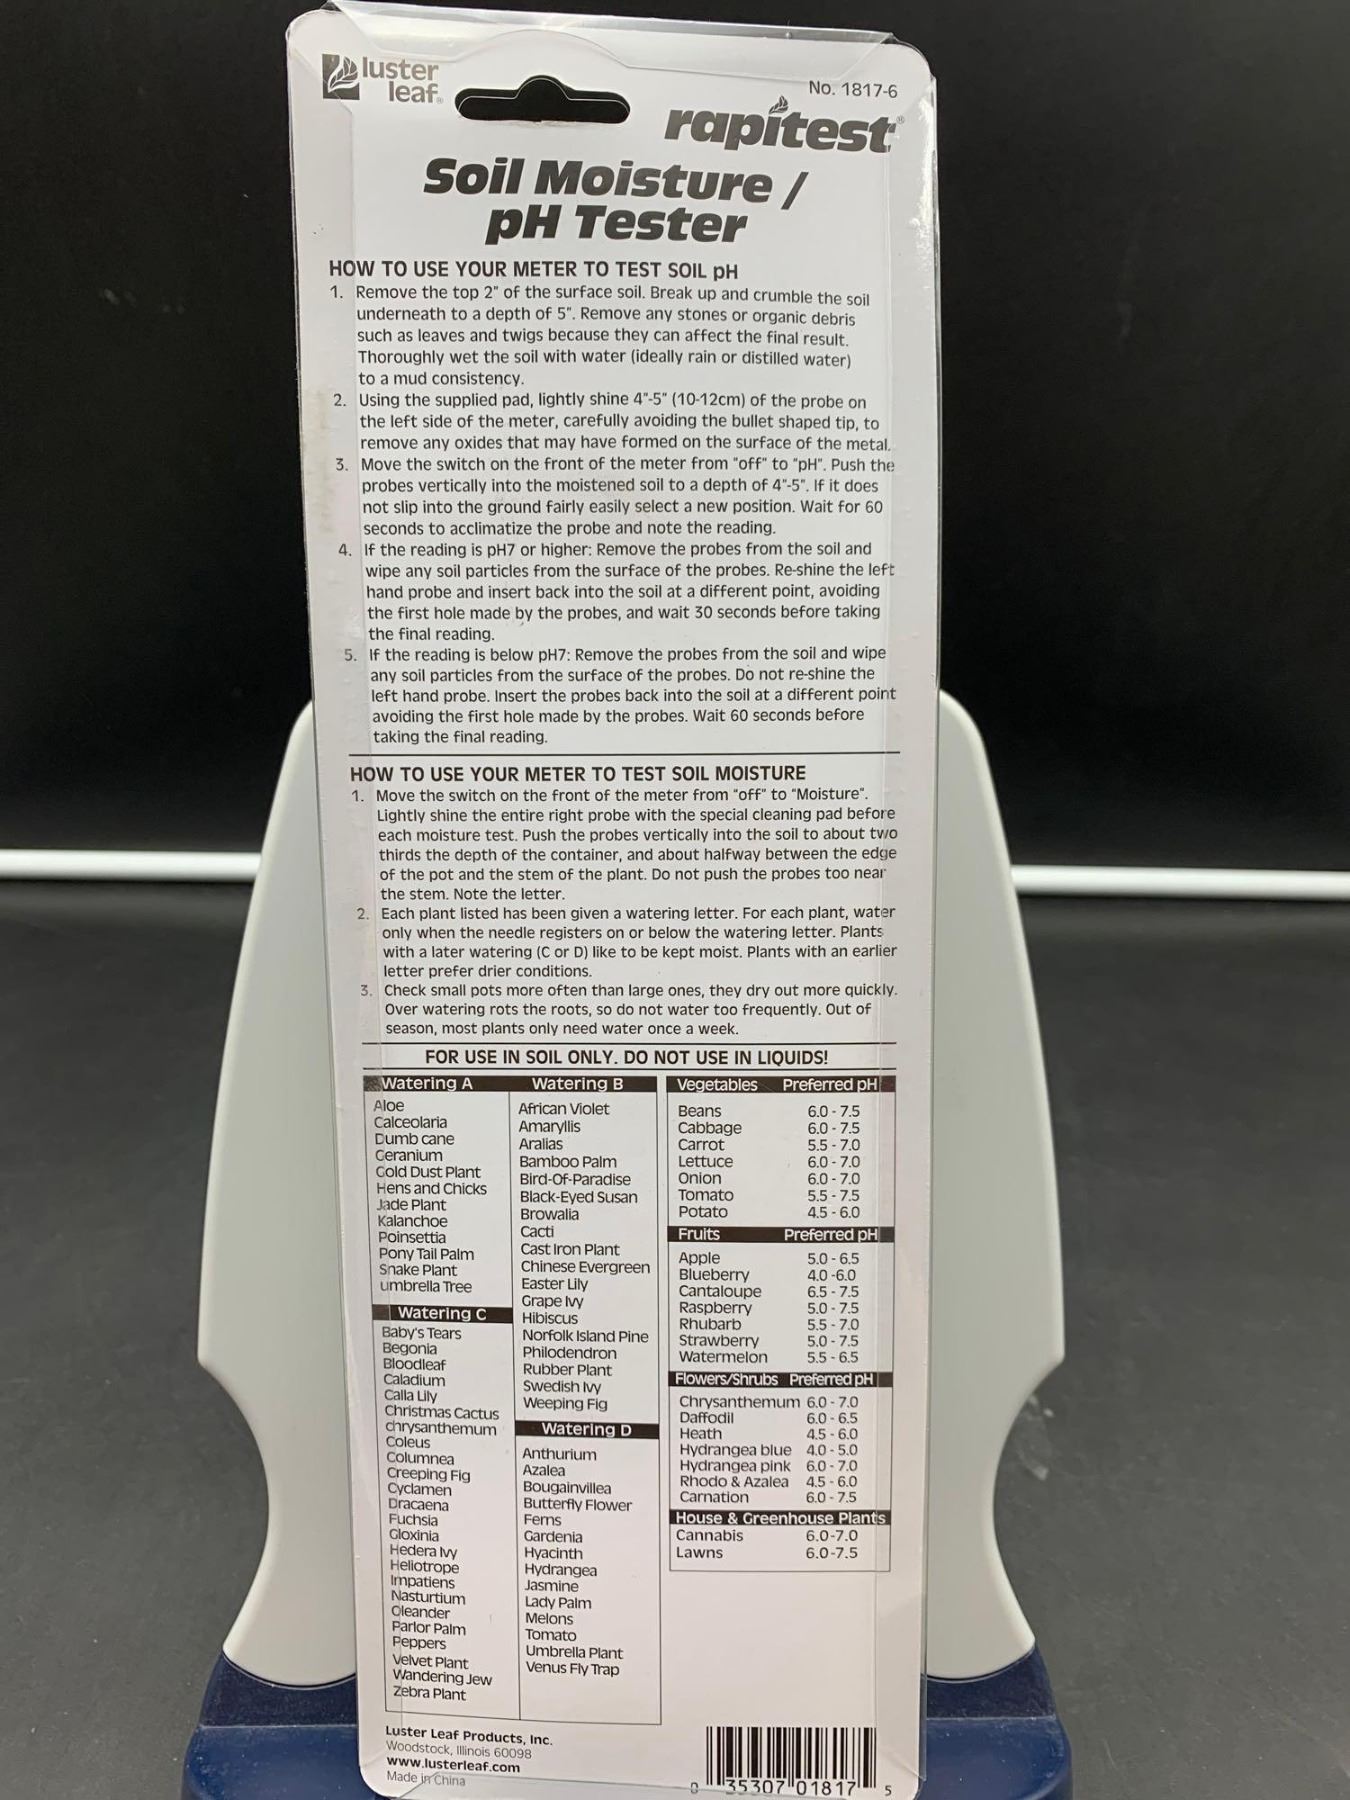 luster
leaf®
No. 1817-6
rapitest®
Soil Moisture /
pH Tester
HOW TO USE YOUR METER TO TEST SOIL pH
1. Remove the top 2" of the surface soil. Break up and crumble the soil
underneath to a depth of 5". Remove any stones or organic debris
such as leaves and twigs because they can affect the final result.
Thoroughly wet the soil with water (ideally rain or distilled water)
to a mud consistency.
2. Using the supplied pad, lightly shine 4"-5" (10-12cm) of the probe on
the left side of the meter, carefully avoiding the bullet shaped tip, to
remove any oxides that may have formed on the surface of the metal.
3. Move the switch on the front of the meter from "off" to "pH". Push the
probes vertically into the moistened soil to a depth of 4"-5". If it does
not slip into the ground fairly easily select a new position. Wait for 60
seconds to acclimatize the probe and note the reading.
4. If the reading is pH7 or higher: Remove the probes from the soil and
wipe any soil particles from the surface of the probes. Re-shine the left
hand probe and insert back into the soil at a different point, avoiding
the first hole made by the probes, and wait 30 seconds before taking
the final reading.
5. If the reading is below pH7: Remove the probes from the soil and wipe
any soil particles from the surface of the probes. Do not re-shine the
left hand probe. Insert the probes back into the soil at a different point
avoiding the first hole made by the probes. Wait 60 seconds before
taking the final reading.
HOW TO USE YOUR METER TO TEST SOIL MOISTURE
1. Move the switch on the front of the meter from "off" to "Moisture".
Lightly shine the entire right probe with the special cleaning pad before
each moisture test. Push the probes vertically into the soil to about two
thirds the depth of the container, and about halfway between the edge
of the pot and the stem of the plant. Do not push the probes too near
the stem. Note the letter.
2. Each plant listed has been given a watering letter. For each plant, water
only when the needle registers on or below the watering letter. Plants
with a later watering (C or D) like to be kept moist. Plants with an earlier
letter prefer drier conditions.
3. Check small pots more often than large ones, they dry out more quickly.
Over watering rots the roots, so do not water too frequently. Out of
season, most plants only need water once a week.
FOR USE IN SOIL ONLY. DO NOT USE IN LIQUIDS!
Watering A
Aloe
Calceolaria
Dumb cane
Geranium
Gold Dust Plant
Hens and Chicks
Jade Plant
Kalanchoe
Poinsettia
Pony Tail Palm
Snake Plant
umbrella Tree
Watering C
Baby's Tears
Begonia
Bloodleaf
Caladium
Calla Lily
Christmas Cactus
chrysanthemum
Coleus
Columnea
Creeping Fig
Cyclamen
Dracaena
Fuchsia
Gloxinia
Hedera Ivy
Heliotrope
Impatiens
Nasturtium
Oleander
Parlor Palm
Peppers
Velvet Plant
Wandering Jew
Zebra Plant
Watering B
African Violet
Amaryllis
Aralias
Bamboo Palm
Bird-Of-Paradise
Black-Eyed Susan
Browalia
Cacti
Cast Iron Plant
Chinese Evergreen
Easter Lily
Grape Ivy
Hibiscus
Norfolk Island Pine
Philodendron
Rubber Plant
Swedish Ivy
Weeping Fig
Watering D
Anthurium
Azalea
Bougainvillea
Butterfly Flower
Ferns
Gardenia
Hyacinth
Hydrangea
Jasmine
Lady Palm
Melons
Tomato
Umbrella Plant
Venus Fly Trap
Vegetables Preferred pH
Beans 6.0 - 7.5
Cabbage 6.0 - 7.5
Carrot 5.5 - 7.0
Lettuce 6.0 - 7.0
Onion 6.0 - 7.0
Tomato 5.5 - 7.5
Potato 4.5 - 6.0
Fruits Preferred pH
Apple 5.0 - 6.5
Blueberry 4.0 -6.0
Cantaloupe 6.5 - 7.5
Raspberry 5.0 - 7.5
Rhubarb 5.5 - 7.0
Strawberry 5.0 - 7.5
Watermelon 5.5 - 6.5
Flowers/Shrubs Preferred pH
Chrysanthemum 6.0 - 7.0
Daffodil 6.0 - 6.5
Heath 4.5 - 6.0
Hydrangea blue 4.0 - 5.0
Hydrangea pink 6.0 - 7.0
Rhodo & Azalea 4.5 - 6.0
Carnation 6.0 - 7.5
House & Greenhouse Plants
Cannabis 6.0-7.0
Lawns 6.0-7.5
Luster Leaf Products, Inc.
Woodstock, Illinois 60098
www.lusterleaf.com
Made in China
0 35307 01817 5